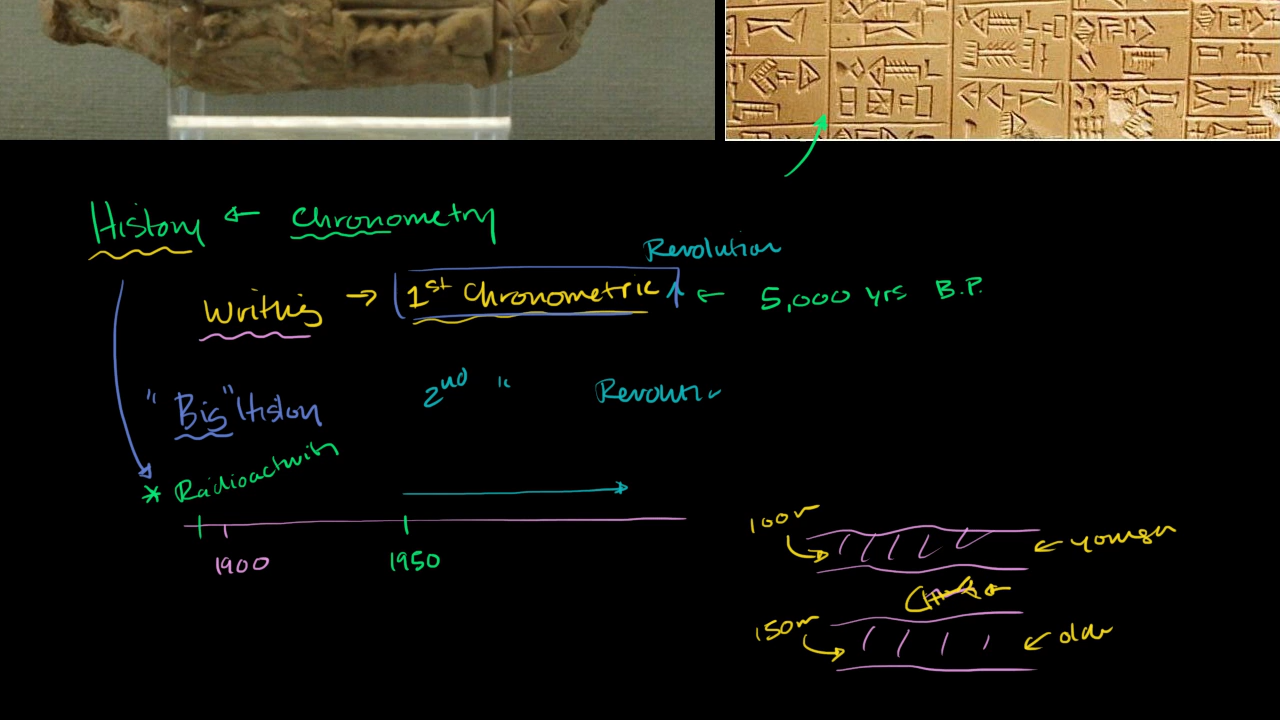 History ← chronometry
Revolution
Writing → 1st Chronometric ← 5,000 yrs B.P.
2nd " Revolution
"Big" History
* Radioactivity
1900
1950
100m
← younger
150m
← older